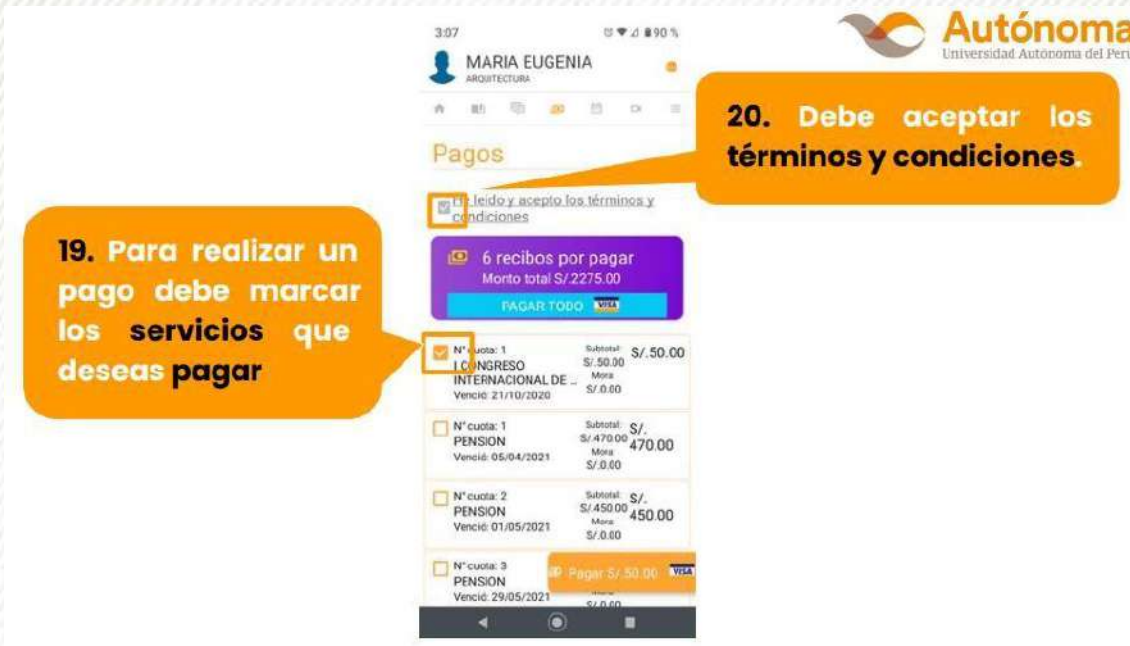 Autónoma
Universidad Autónoma del Perú
3:07
90 %
MARIA EUGENIA
ARQUITECTURA
20. Debe aceptar los
términos y condiciones.
Pagos
He leido y acepto los términos y
condiciones
19. Para realizar un
pago debe marcar
los servicios que
deseas pagar
6 recibos por pagar
Monto total S/.2275.00
PAGAR TODO VISA
N° cuota: 1
I CONGRESO
INTERNACIONAL DE ...
Venció: 21/10/2020
Subtotal:
S/.50.00
Mora
S/.0.00
S/.50.00
N° cuota: 1
PENSION
Venció: 05/04/2021
Subtotal:
S/.470.00
Mora
S/.0.00
S/.
470.00
N° cuota: 2
PENSION
Venció: 01/05/2021
Subtotal:
S/.450.00
Mora
S/.0.00
S/.
450.00
N° cuota: 3
PENSION
Venció: 29/05/2021
Pagar S/.50.00 VISA
S/.0.00